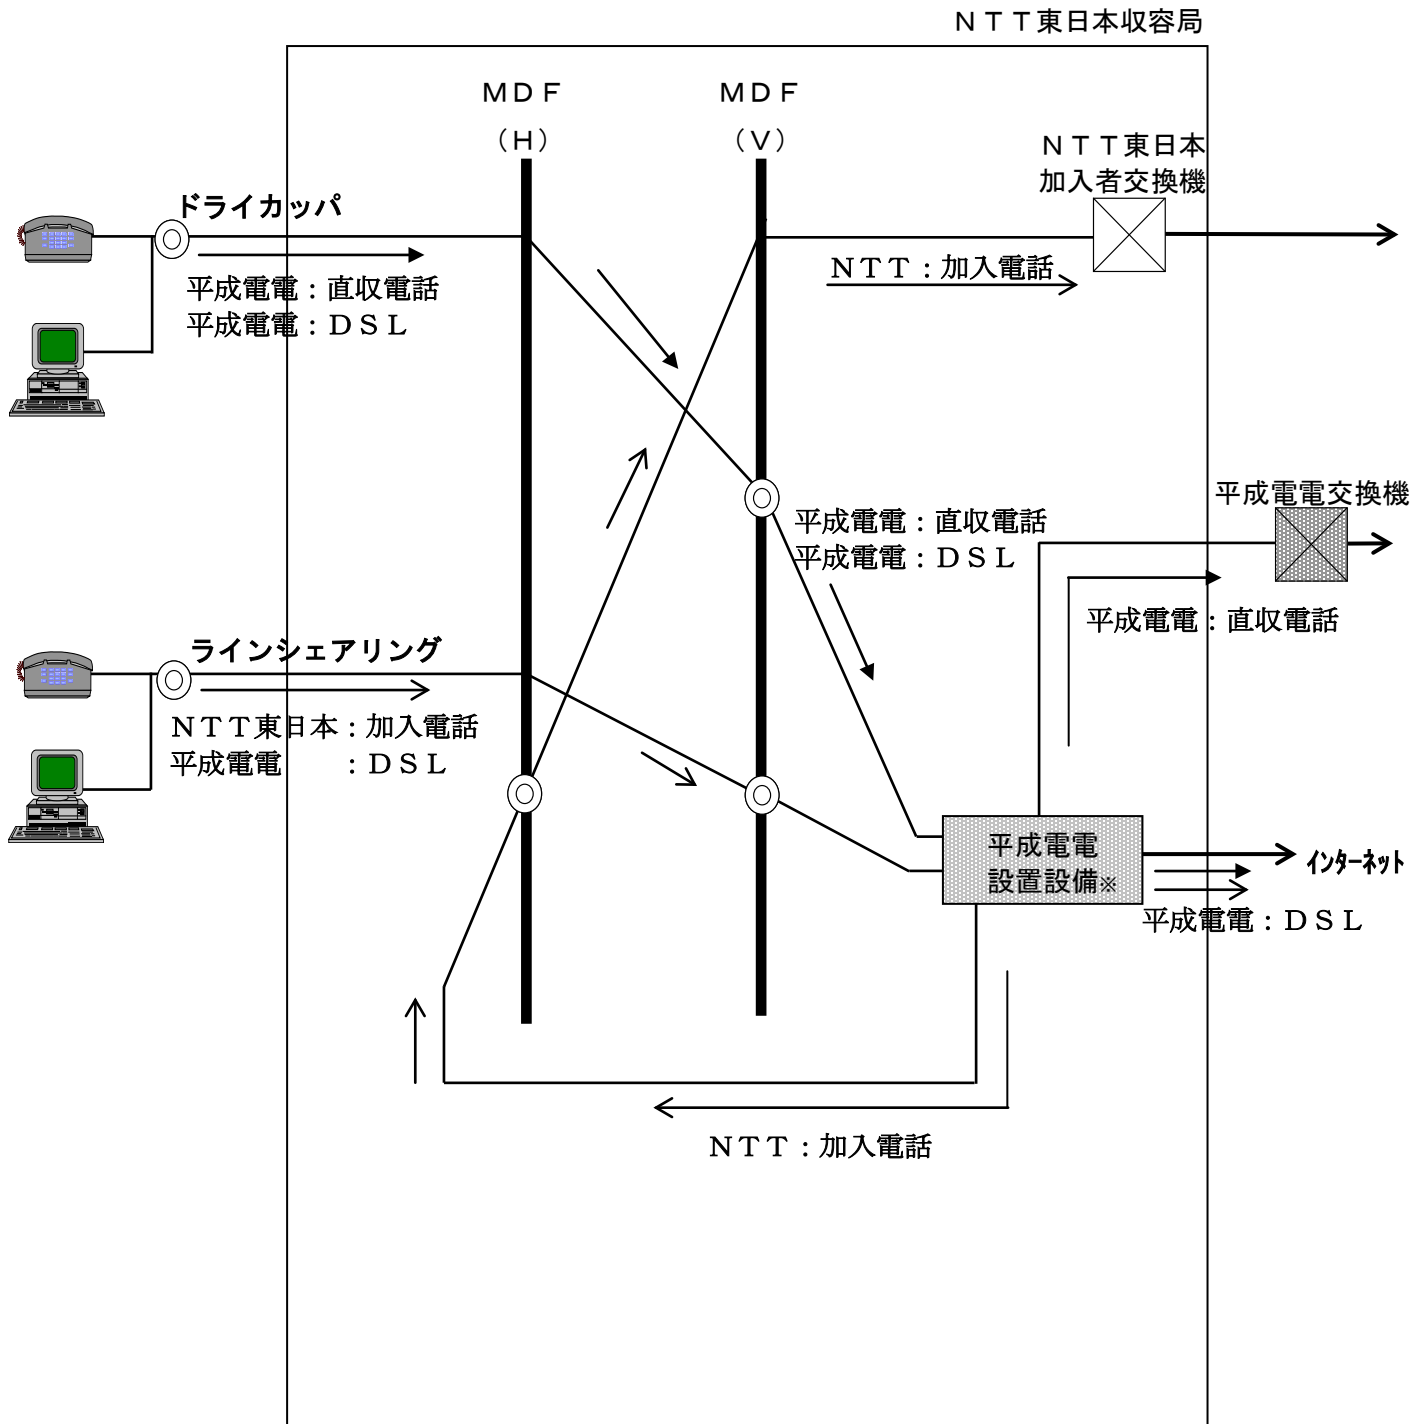 ＮＴＴ東日本収容局
ＭＤＦ
（Ｈ）
ＭＤＦ
（Ｖ）
ＮＴＴ東日本
加入者交換機
ドライカッパ
平成電電：直収電話
平成電電：ＤＳＬ
ＮＴＴ：加入電話
平成電電交換機
平成電電：直収電話
平成電電：ＤＳＬ
平成電電：直収電話
ラインシェアリング
ＮＴＴ東日本：加入電話
平成電電　　：ＤＳＬ
平成電電
設置設備※
インターネット
平成電電：ＤＳＬ
ＮＴＴ：加入電話